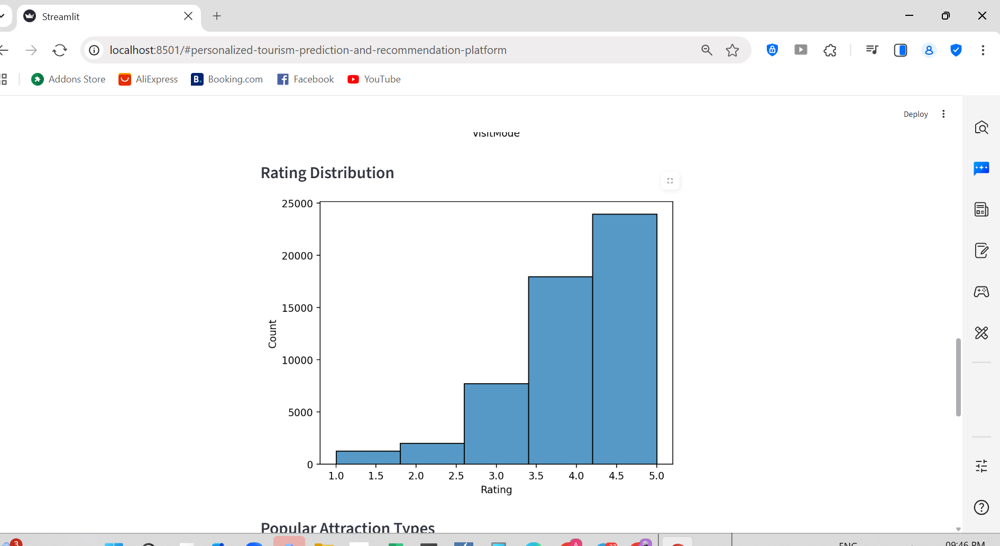 Streamlit
localhost:8501/#personalized-tourism-prediction-and-recommendation-platform
Addons Store AliExpress B. Booking.com Facebook YouTube
Deploy
VisitMode
Rating Distribution
25000
20000
15000
10000
5000
0
Count
1.0 1.5 2.0 2.5 3.0 3.5 4.0 4.5 5.0
Rating
Popular Attraction Types
3
ENG
09:46 PM